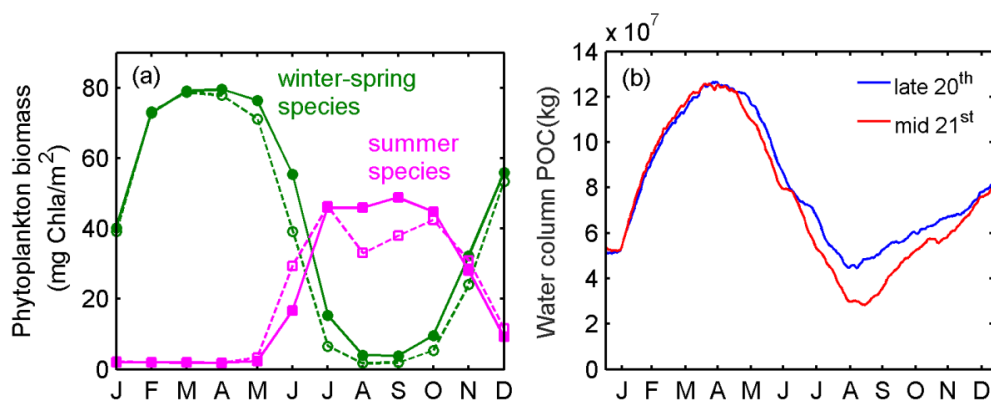 (a)
winter-spring
species
summer
species
Phytoplankton biomass
(mg Chla/m²)
80
60
40
20
0
J F M A M J J A S O N D
x 10⁷
(b)
late 20ᵗʰ
mid 21ˢᵗ
Water column POC(kg)
14
12
10
8
6
4
2
0
J F M A M J J A S O N D